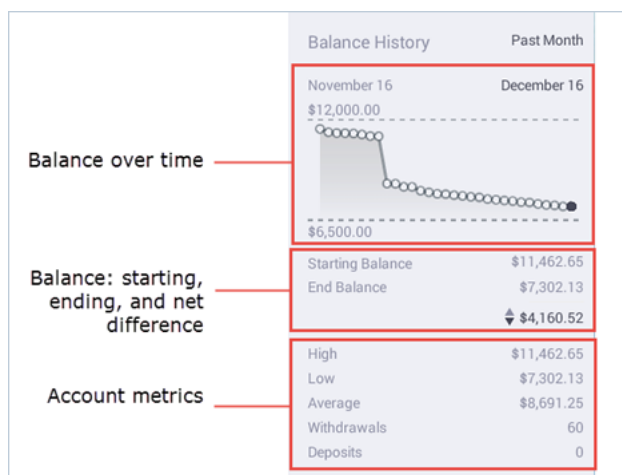 Balance History Past Month
November 16 December 16
$12,000.00
Balance over time
$6,500.00
Balance: starting,
ending, and net
difference
Starting Balance $11,462.65
End Balance $7,302.13
$4,160.52
Account metrics
High $11,462.65
Low $7,302.13
Average $8,691.25
Withdrawals 60
Deposits 0